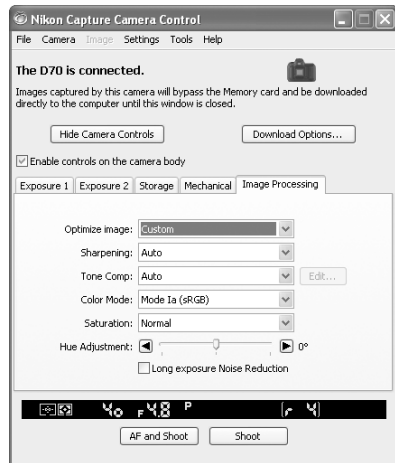 Nikon Capture Camera Control
File Camera Image Settings Tools Help
The D70 is connected.
Images captured by this camera will bypass the Memory card and be downloaded
directly to the computer until this window is closed.
Hide Camera Controls Download Options...
Enable controls on the camera body
Exposure 1 Exposure 2 Storage Mechanical Image Processing
Optimize image: Custom
Sharpening: Auto
Tone Comp: Auto Edit...
Color Mode: Mode Ia (sRGB)
Saturation: Normal
Hue Adjustment: 0°
Long exposure Noise Reduction
40 F4.8 P [r 4]
AF and Shoot Shoot